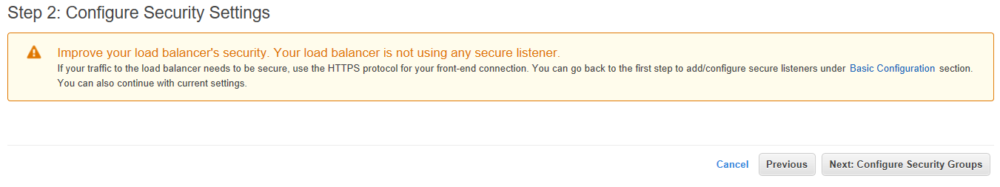 Step 2: Configure Security Settings
Improve your load balancer's security. Your load balancer is not using any secure listener.
If your traffic to the load balancer needs to be secure, use the HTTPS protocol for your front-end connection. You can go back to the first step to add/configure secure listeners under Basic Configuration section.
You can also continue with current settings.
Cancel Previous Next: Configure Security Groups